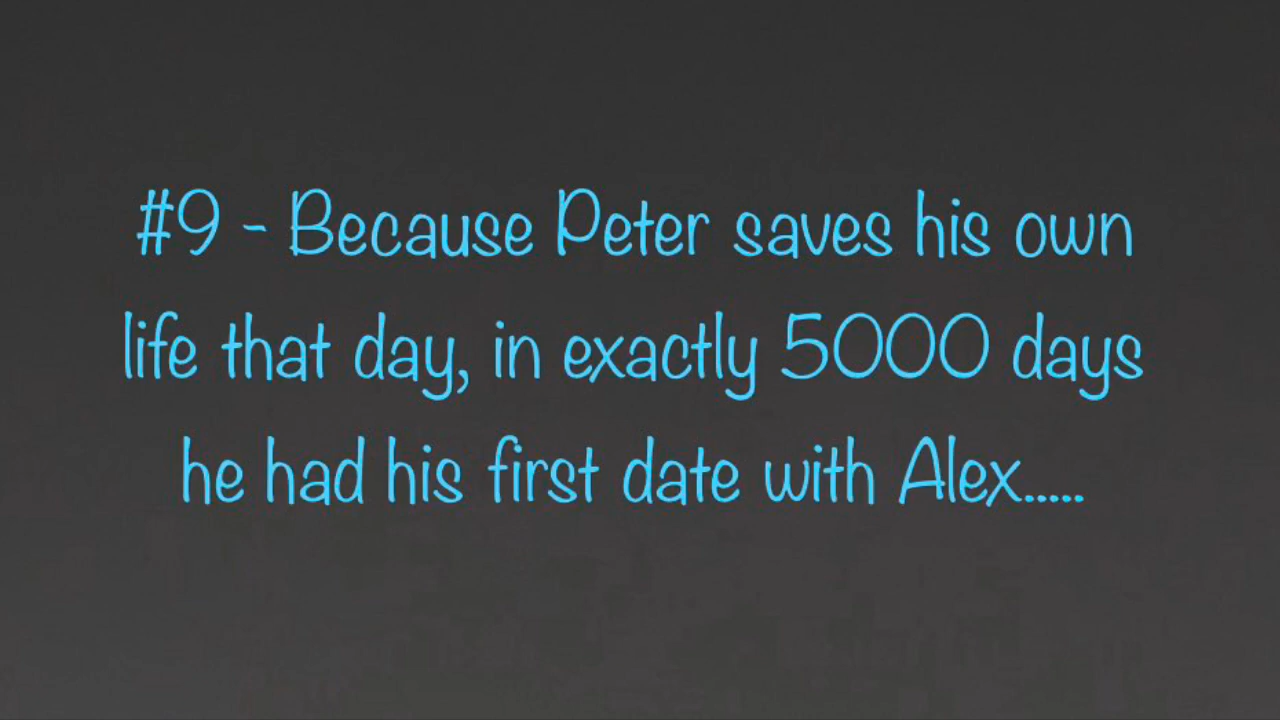 #9 - Because Peter saves his own
life that day, in exactly 5000 days
he had his first date with Alex.....